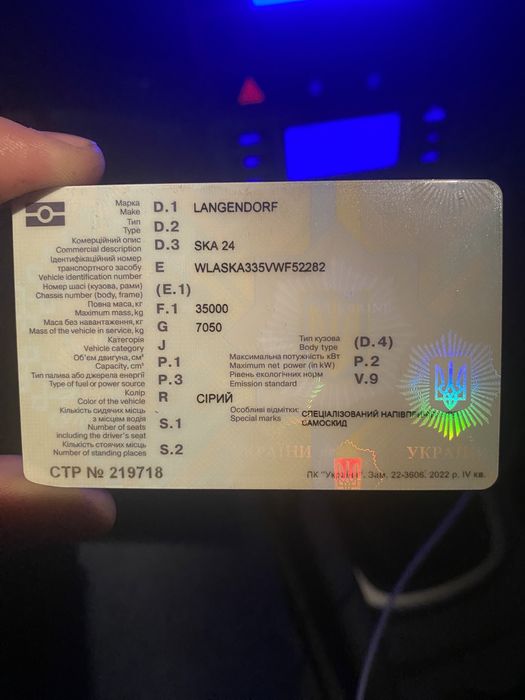 Марка
Make D.1 LANGENDORF
Тип
Type D.2
Комерційний опис
Commercial description D.3 SKA 24
Ідентифікаційний номер
транспортного засобу
Vehicle identification number E WLASKA335VWF52282
Номер шасі (кузова, рами)
Chassis number (body, frame) (E.1)
Повна маса, кг
Maximum mass, kg F.1 35000
Маса без навантаження, кг
Mass of the vehicle in service, kg G 7050
Категорія
Vehicle category J
Тип кузова
Body type (D.4)
Об'єм двигуна, см³
Capacity, cm³ P.1
Максимальна потужність кВт
Maximum net power (in kW) P.2
Тип палива або джерела енергії
Type of fuel or power source P.3
Рівень екологічних норм
Emission standard V.9
Колір
Color of the vehicle R СІРИЙ
Кількість сидячих місць
з місцем водія
Number of seats
including the driver's seat S.1
Особливі відмітки:
Special marks СПЕЦІАЛІЗОВАНИЙ
САМОСКИД
Кількість стоячих місць
Number of standing places S.2
СТР № 219718
ПК "Україна". Зам. 22-3606. 2022 р. IV кв.